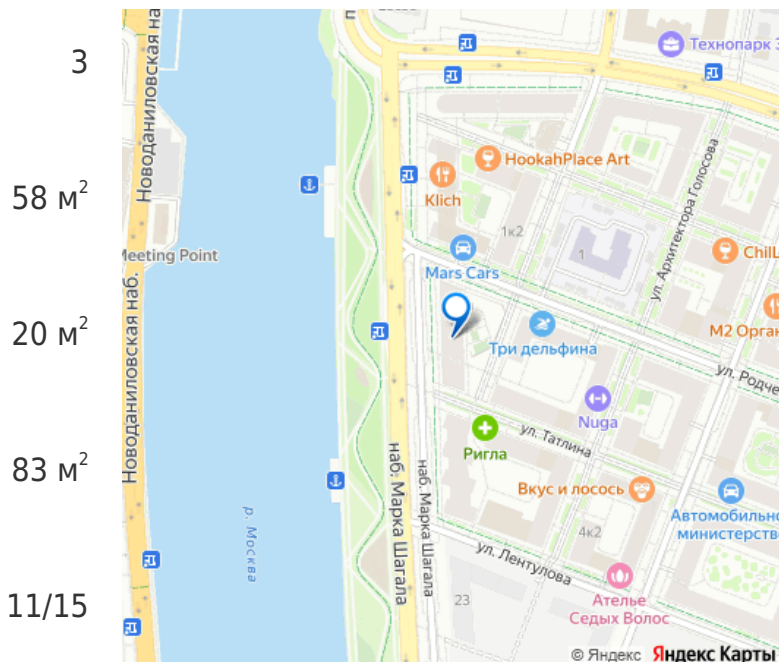 3
58 м²
20 м²
83 м²
11/15
Новоданиловская наб.
Meeting Point
Новоданиловская наб.
р. Москва
наб. Марка Шагала
наб. Марка Шагала
Технопарк
HookahPlace Art
Klich
1к2
Mars Cars
1
ул. Архитектора Голосова
Chill
М2 Орган
Три дельфина
ул. Родче
Nuga
ул. Татлина
Ригла
Вкус и лосось
4к2
Автомобильно
министерство
ул. Лентулова
23
Ателье
Седых Волос
© Яндекс Яндекс Карты